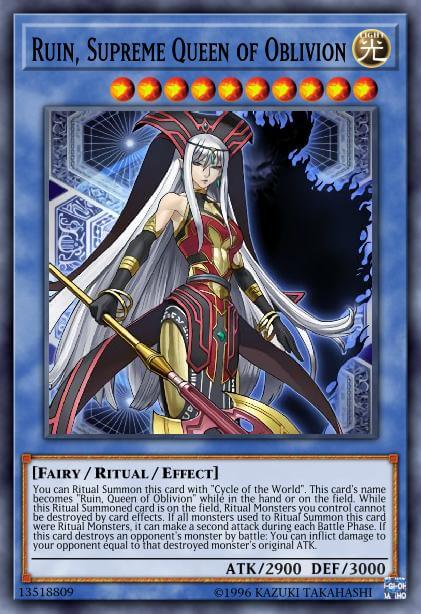 Ruin, Supreme Queen of Oblivion
LIGHT
光
[Fairy / Ritual / Effect]
You can Ritual Summon this card with "Cycle of the World". This card's name
becomes "Ruin, Queen of Oblivion" while in the hand or on the field. While
this Ritual Summoned card is on the field, Ritual Monsters you control cannot
be destroyed by card effects. If all monsters used to Ritual Summon this card
were Ritual Monsters, it can make a second attack during each Battle Phase. If
this card destroys an opponent's monster by battle: You can inflict damage to
your opponent equal to that destroyed monster's original ATK.
ATK/2900 DEF/3000
13518809
©1996 KAZUKI TAKAHASHI